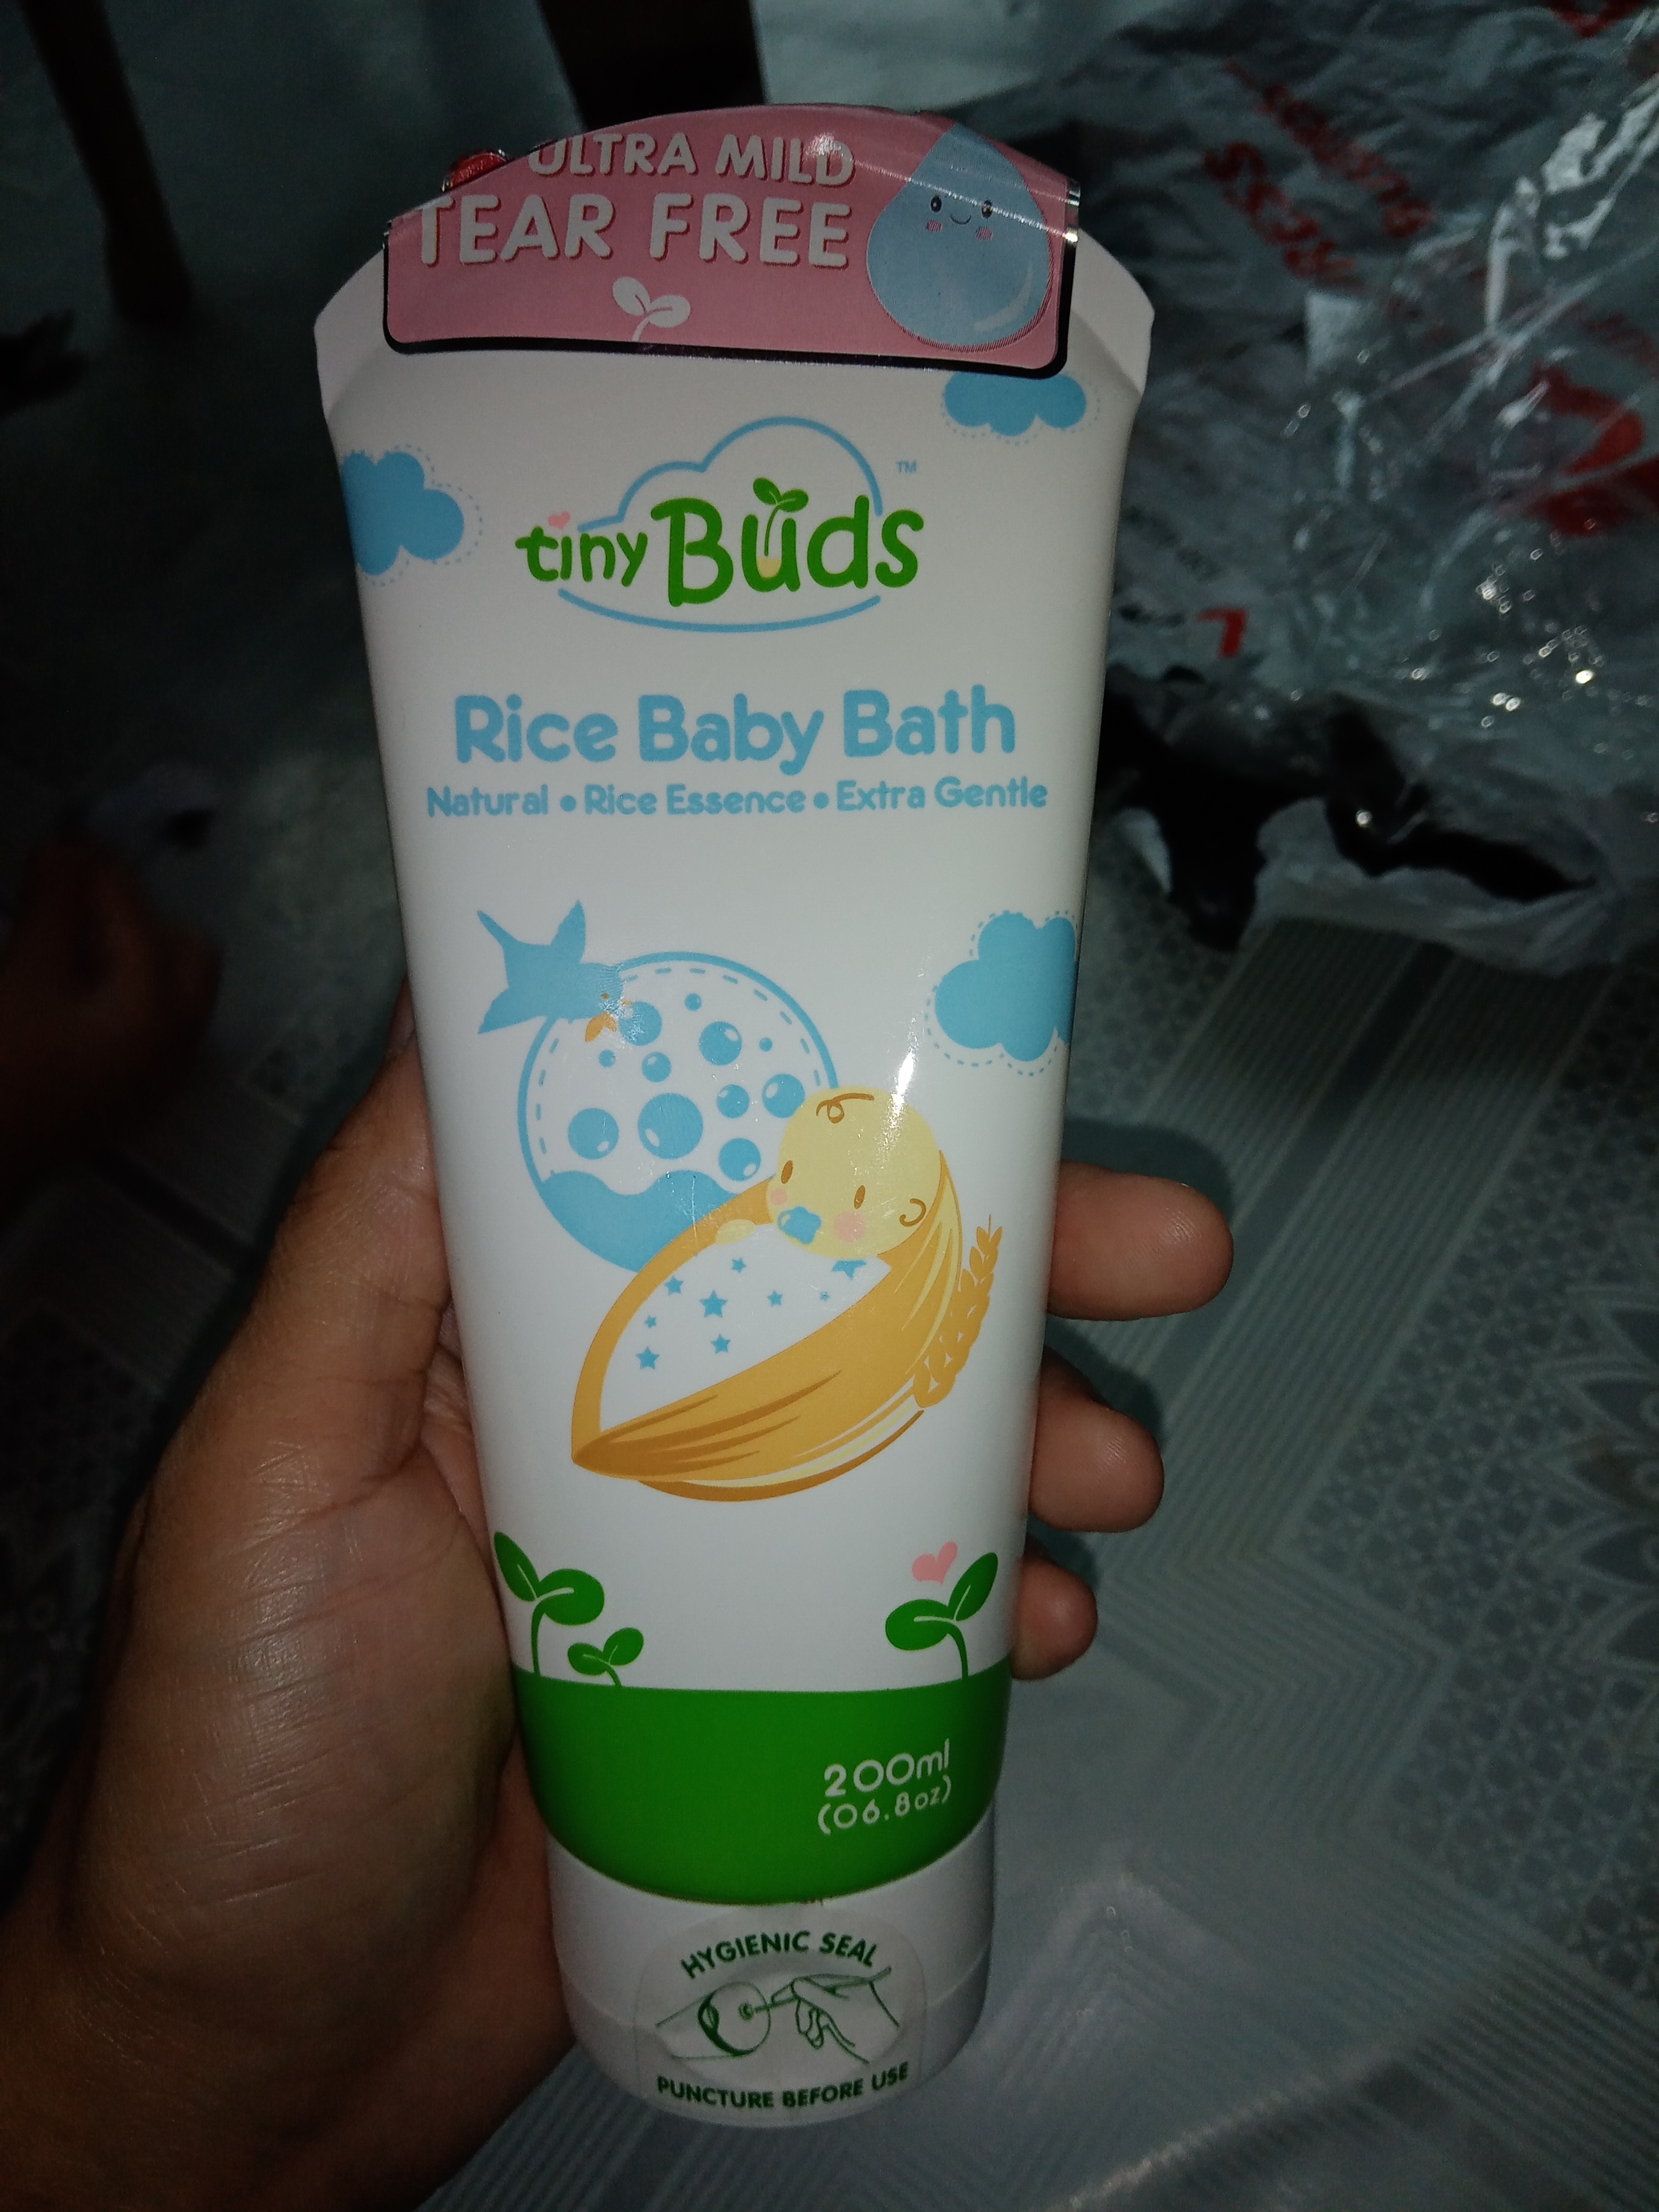 ULTRA MILD
TEAR FREE
tiny Buds ™
Rice Baby Bath
Natural • Rice Essence • Extra Gentle
200ml
(06.8oz)
HYGIENIC SEAL
PUNCTURE BEFORE USE